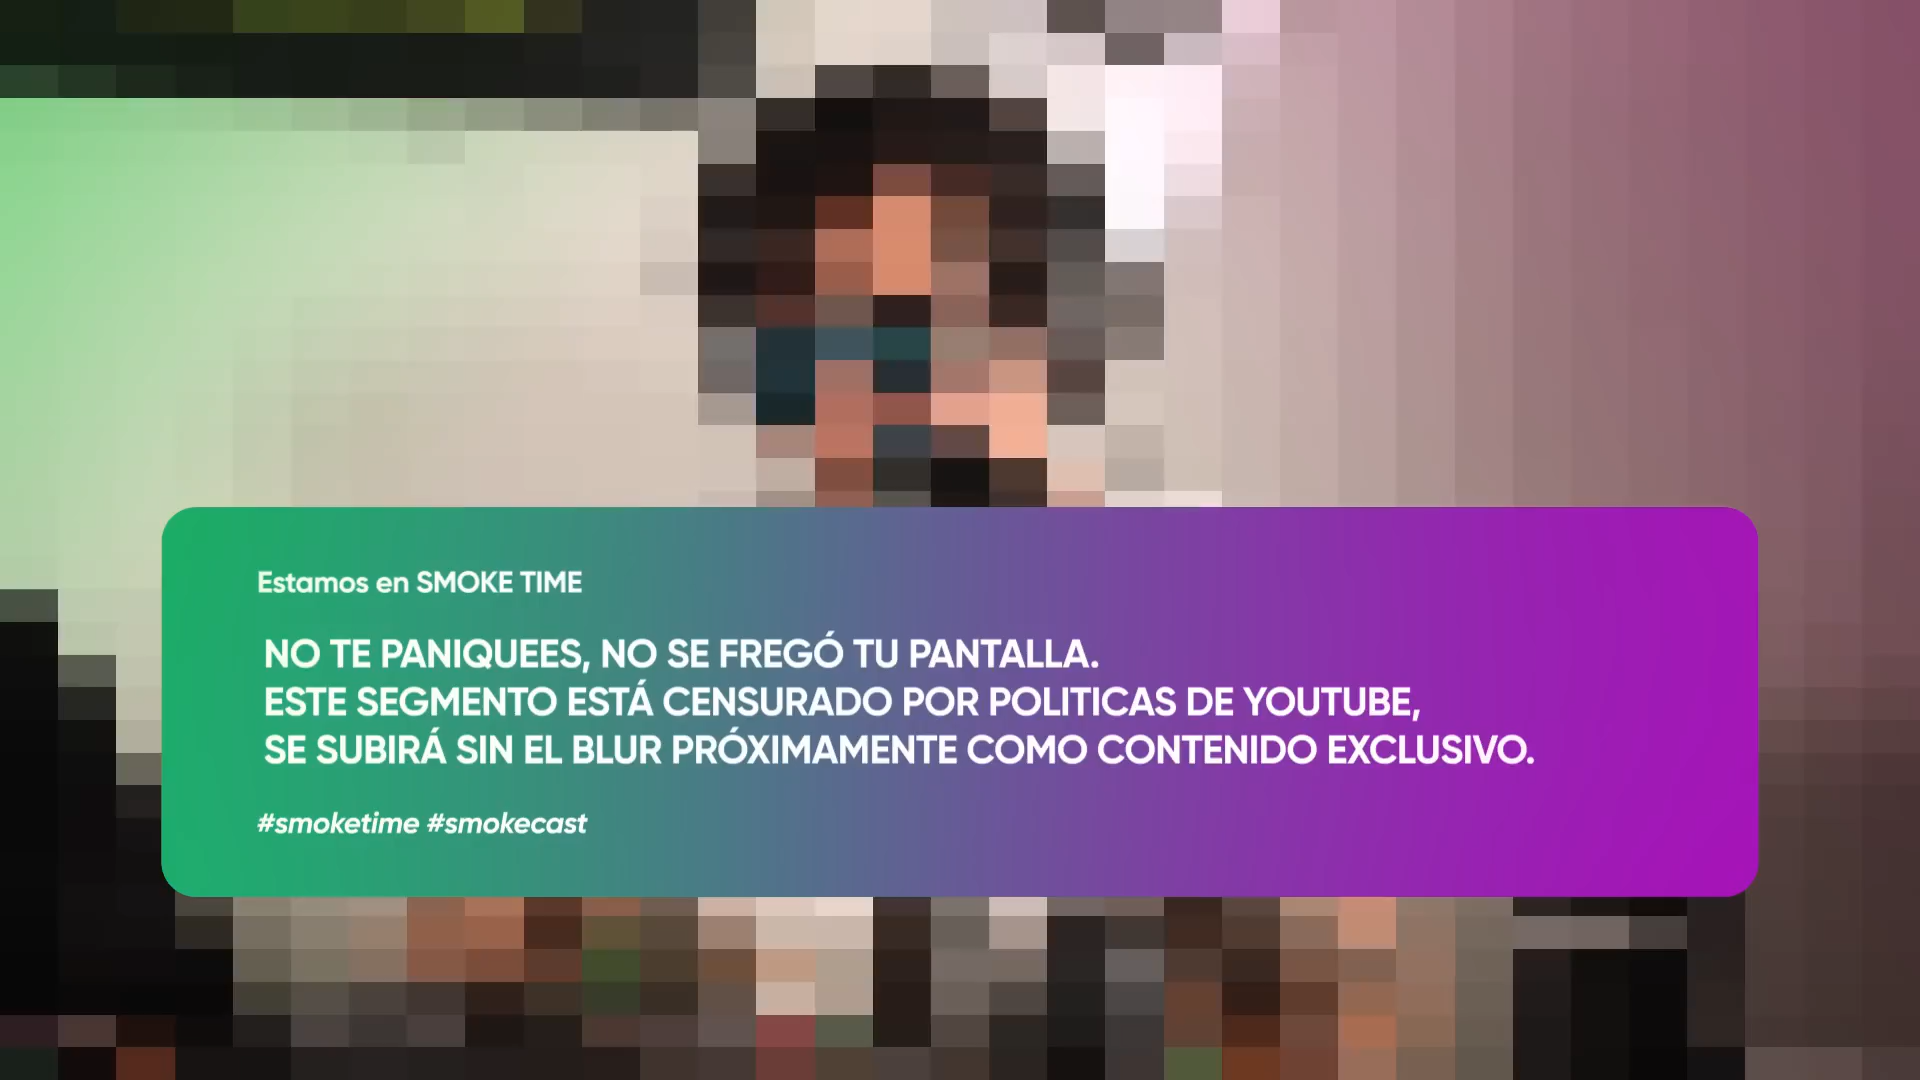 Estamos en SMOKE TIME
NO TE PANIQUEES, NO SE FREGÓ TU PANTALLA.
ESTE SEGMENTO ESTÁ CENSURADO POR POLITICAS DE YOUTUBE,
SE SUBIRÁ SIN EL BLUR PRÓXIMAMENTE COMO CONTENIDO EXCLUSIVO.
#smoketime #smokecast